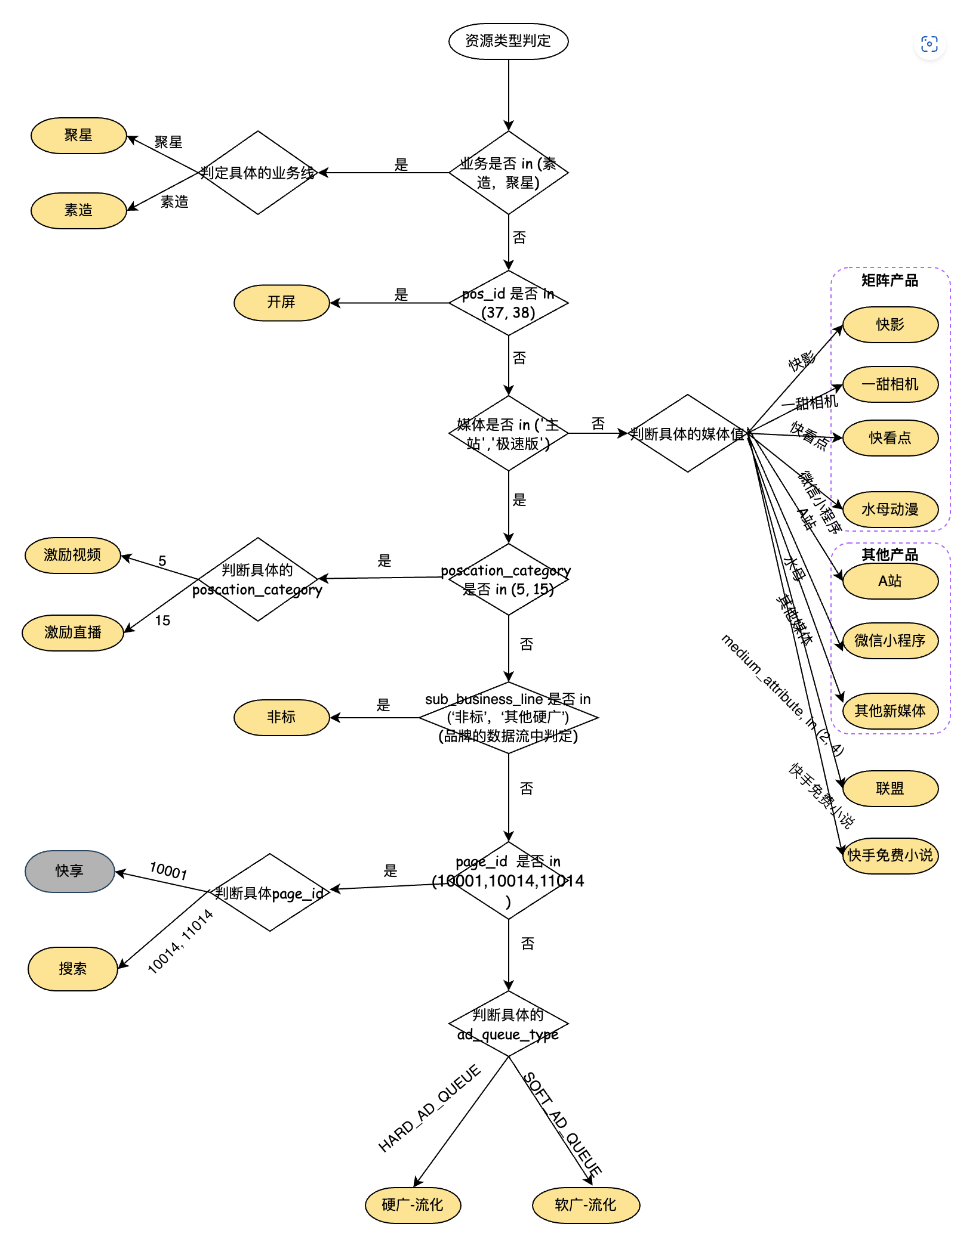 资源类型判定
业务是否 in (素
造，聚星)
是
判定具体的业务线
聚星
聚星
素造
素造
否
pos_id 是否 in
(37, 38)
是
开屏
否
媒体是否 in ('主
站','极速版')
否
判断具体的媒体值
矩阵产品
快影
快影
一甜相机
一甜相机
快看点
快看点
微信小程序
水母动漫
其他产品
A站
A站
水母
微信小程序
其他媒体
其他新媒体
medium_attribute, in (2, 4)
联盟
快手免费小说
快手免费小说
是
poscation_category
是否 in (5, 15)
是
判断具体的
poscation_category
5
激励视频
15
激励直播
否
sub_business_line 是否 in
(‘非标’，‘其他硬广’)
(品牌的数据流中判定)
是
非标
否
page_id 是否 in
(10001,10014,11014
)
是
判断具体page_id
10001
快享
10014, 11014
搜索
否
判断具体的
ad_queue_type
HARD_AD_QUEUE
SOFT_AD_QUEUE
硬广-流化
软广-流化